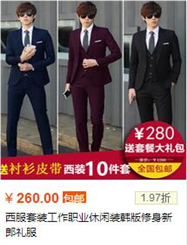 ¥280
送套餐大礼包
全国包邮
送衬衫皮带 西装10件套
¥ 260.00 包邮
1.97折
西服套装工作职业休闲装韩版修身新
郎礼服